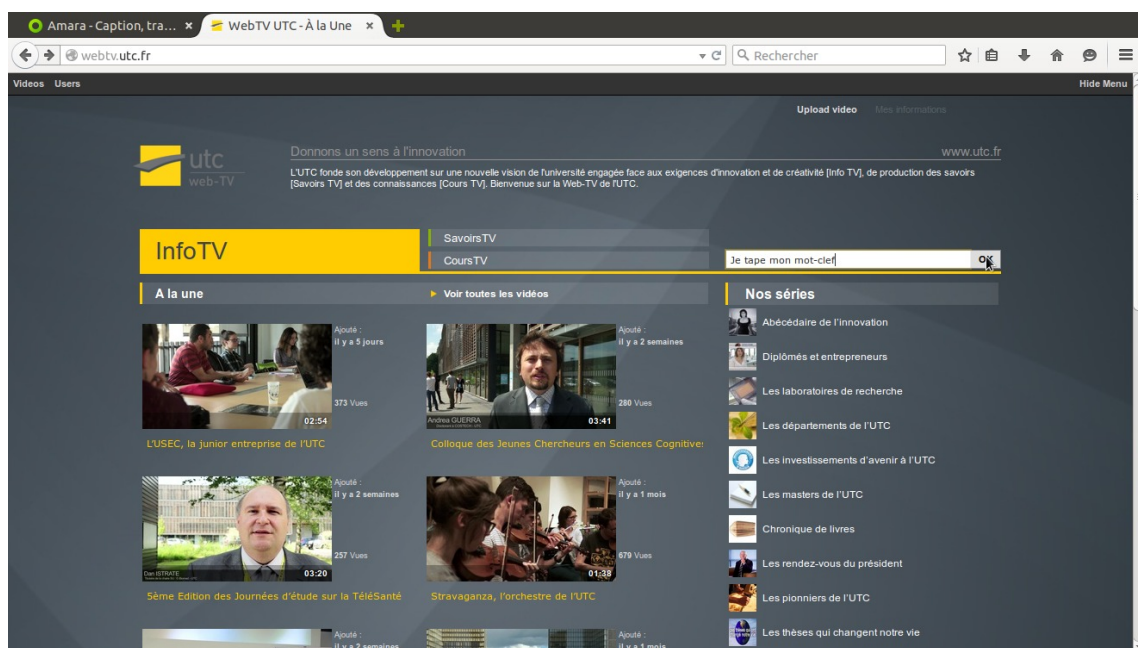 Amara - Caption, tra...
WebTV UTC - À la Une
webtv.utc.fr
Rechercher
Videos Users
Hide Menu
Upload video Mes informations
utc
web-TV
Donnons un sens à l'innovation
www.utc.fr
L'UTC fonde son développement sur une nouvelle vision de l'université engagée face aux exigences d'innovation et de créativité [Info TV], de production des savoirs
[Savoirs TV] et des connaissances [Cours TV]. Bienvenue sur la Web-TV de l'UTC.
InfoTV
SavoirsTV
CoursTV
Je tape mon mot-clef
OK
A la une
Voir toutes les vidéos
Ajouté :
il y a 5 jours
373 Vues
02:54
L'USEC, la junior entreprise de l'UTC
Ajouté :
il y a 2 semaines
280 Vues
Andrea GUERRA
03:41
Colloque des Jeunes Chercheurs en Sciences Cognitives
Ajouté :
il y a 2 semaines
257 Vues
Dan ISTRATE
03:20
5ème Edition des Journées d'étude sur la TéléSanté
Ajouté :
il y a 1 mois
679 Vues
01:38
Stravaganza, l'orchestre de l'UTC
Ajouté :
il y a 2 semaines
Ajouté :
il y a 1 mois
Nos séries
Abécédaire de l'innovation
Diplômés et entrepreneurs
Les laboratoires de recherche
Les départements de l'UTC
Les investissements d'avenir à l'UTC
Les masters de l'UTC
Chronique de livres
Les rendez-vous du président
Les pionniers de l'UTC
Les thèses qui changent notre vie